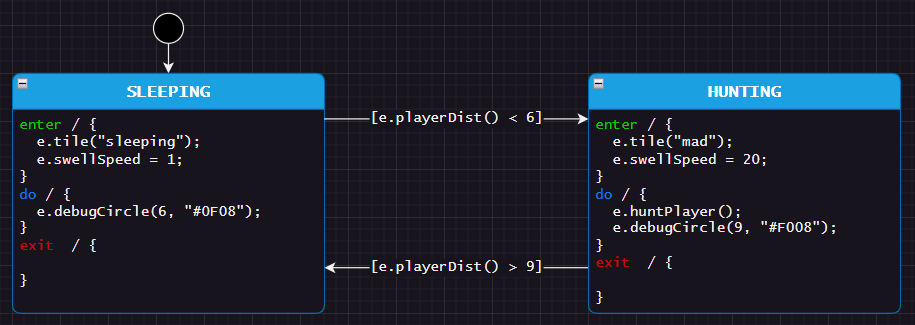 SLEEPING
enter / {
e.tile("sleeping");
e.swellSpeed = 1;
}
do / {
e.debugCircle(6, "#0F08");
}
exit / {
}
[e.playerDist() < 6]
[e.playerDist() > 9]
HUNTING
enter / {
e.tile("mad");
e.swellSpeed = 20;
}
do / {
e.huntPlayer();
e.debugCircle(9, "#F008");
}
exit / {
}